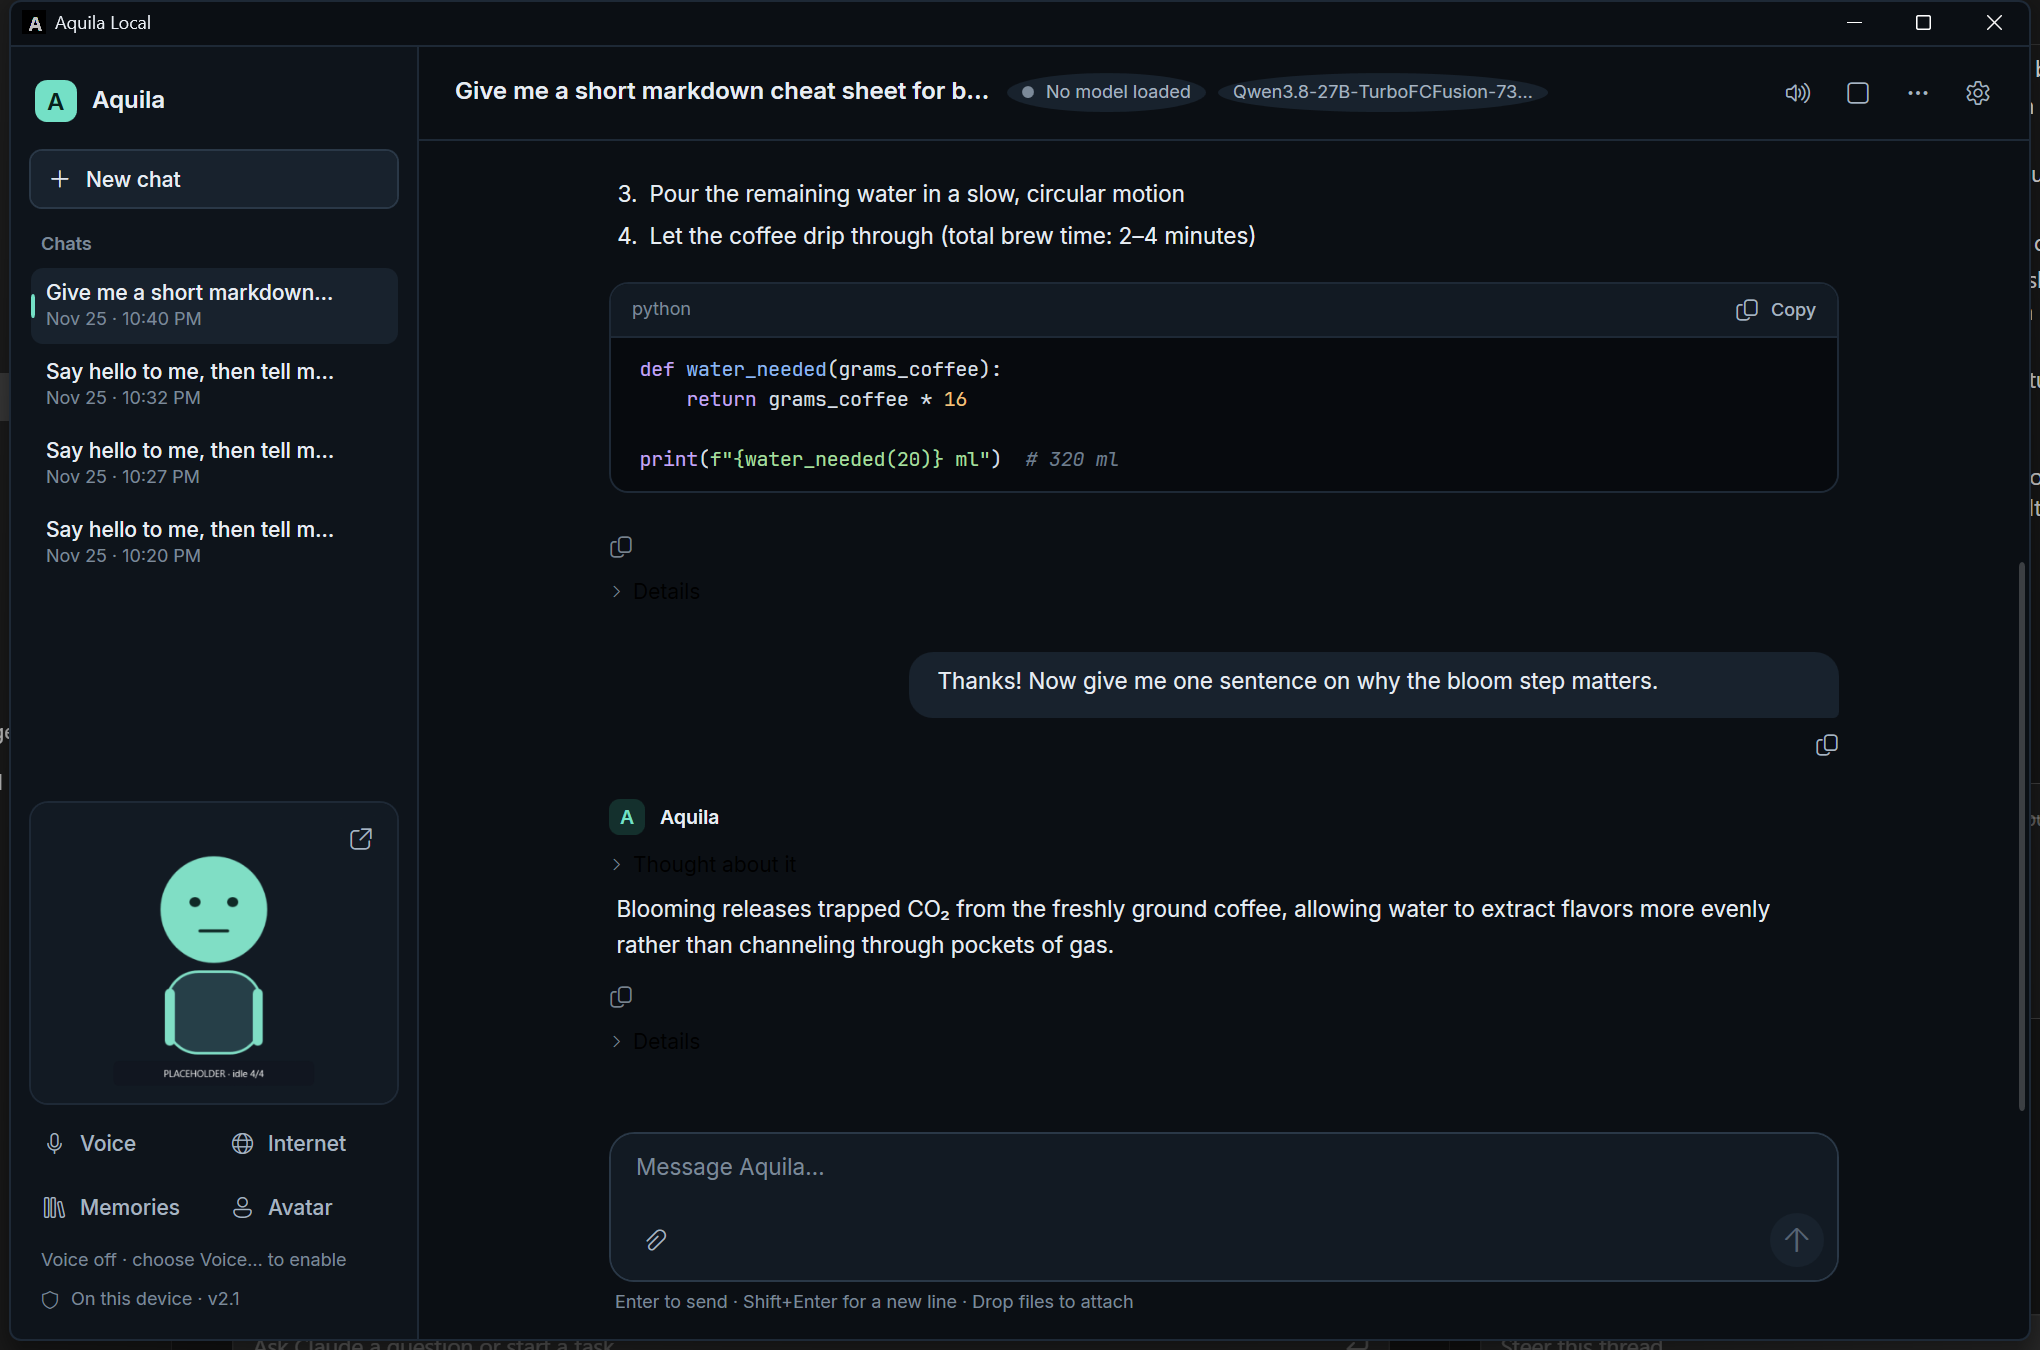 A Aquila Local
A Aquila
New chat
Chats
Give me a short markdown...
Nov 25 · 10:40 PM
Say hello to me, then tell m...
Nov 25 · 10:32 PM
Say hello to me, then tell m...
Nov 25 · 10:27 PM
Say hello to me, then tell m...
Nov 25 · 10:20 PM
PLACEHOLDER - idle 4/4
Voice
Internet
Memories
Avatar
Voice off · choose Voice... to enable
On this device · v2.1
Give me a short markdown cheat sheet for b...
No model loaded
Qwen3.8-27B-TurboFCFusion-73...
3. Pour the remaining water in a slow, circular motion
4. Let the coffee drip through (total brew time: 2–4 minutes)
python
Copy
def water_needed(grams_coffee):
    return grams_coffee * 16
print(f"{water_needed(20)} ml")  # 320 ml
Details
Thanks! Now give me one sentence on why the bloom step matters.
A Aquila
Thought about it
Blooming releases trapped CO₂ from the freshly ground coffee, allowing water to extract flavors more evenly
rather than channeling through pockets of gas.
Details
Message Aquila...
Enter to send · Shift+Enter for a new line · Drop files to attach
Ask Claude a question or start a task
Steer this thread